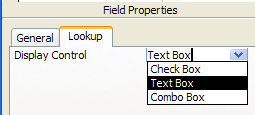 Field Properties
General Lookup
Display Control Text Box
Check Box
Text Box
Combo Box